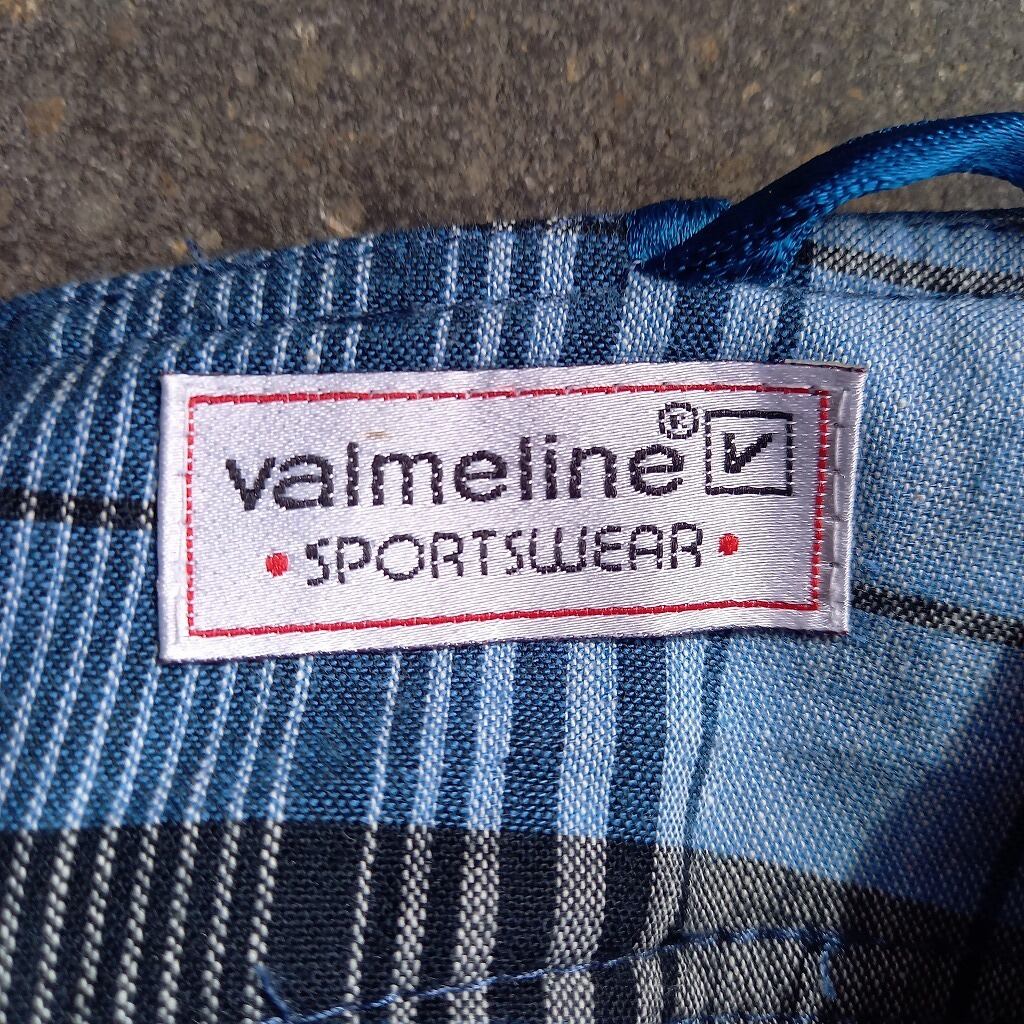 valmeline® V
• SPORTSWEAR •